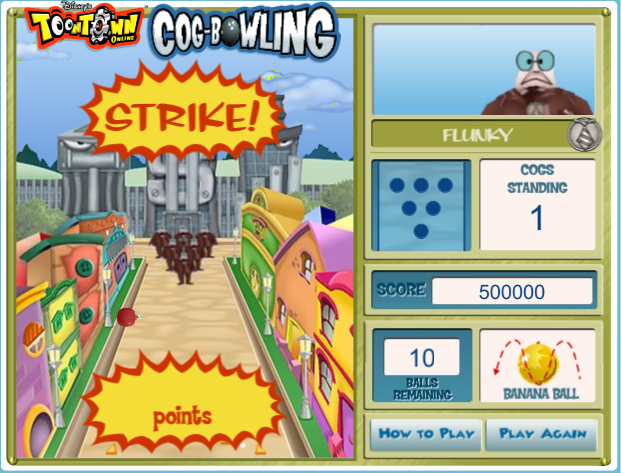 Disney's
TOONTOWN
ONLINE
COG-BOWLING
STRIKE!
points
FLUNKY
COGS
STANDING
1
SCORE
500000
10
BALLS
REMAINING
BANANA BALL
HOW TO PLAY
PLAY AGAIN